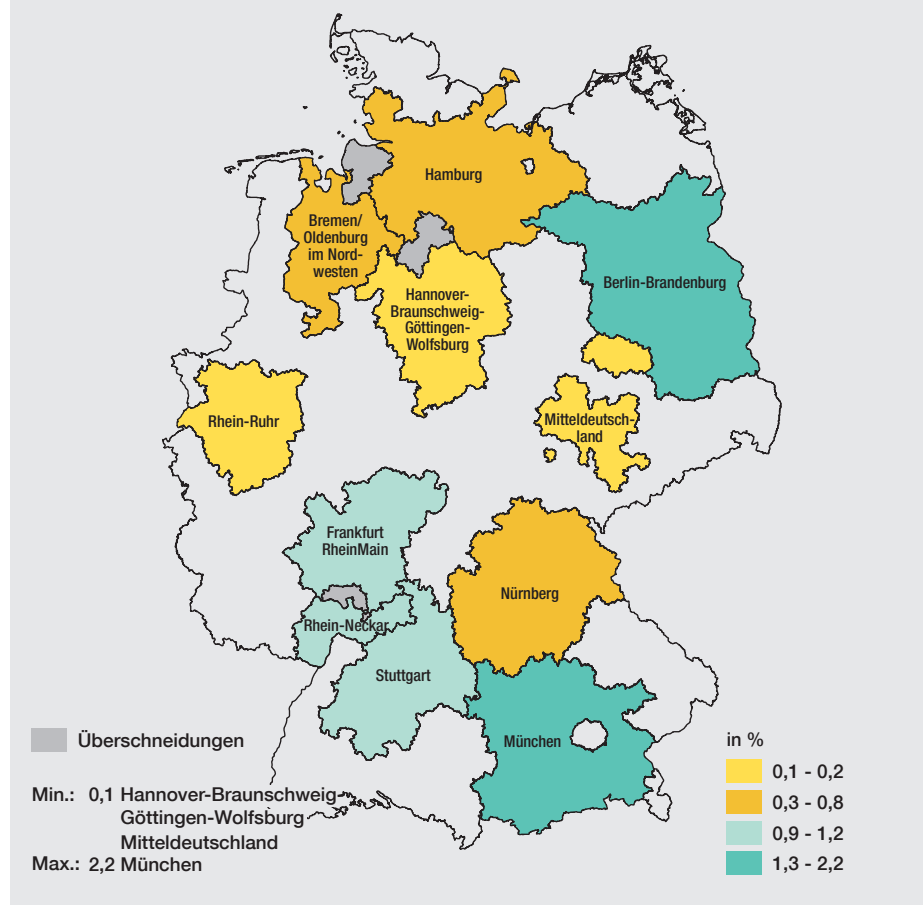 Hamburg
Bremen/
Oldenburg
im Nord-
westen
Berlin-Brandenburg
Hannover-
Braunschweig-
Göttingen-
Wolfsburg
Rhein-Ruhr
Mitteldeutsch-
land
Frankfurt
RheinMain
Nürnberg
Rhein-Neckar
Stuttgart
München
Überschneidungen
Min.: 0,1 Hannover-Braunschweig-
Göttingen-Wolfsburg
Mitteldeutschland
Max.: 2,2 München
in %
0,1 - 0,2
0,3 - 0,8
0,9 - 1,2
1,3 - 2,2